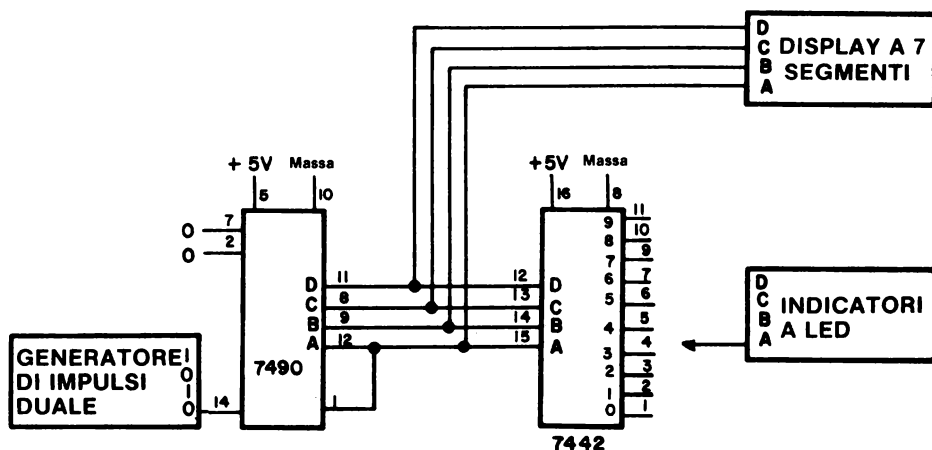 D
C
B
A
DISPLAY A 7
SEGMENTI
+5V Massa
5 10
7
O
2
O
D 11
C 8
B 9
A 12
7490
1
14
GENERATORE
DI IMPULSI
DUALE
1
0
1
0
+5V Massa
16 8
12 D
13 C
14 B
15 A
9 11
8 10
7 9
6 7
5 6
4 5
3 4
2 3
1 2
0 1
7442
D
C
B
A
INDICATORI
A LED